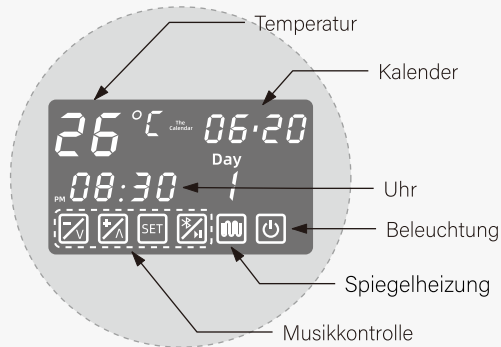 Temperatur
Kalender
26 °C The Calendar 06·20
Day
PM 08:30 1
Uhr
-/V +/Λ SET
Beleuchtung
Spiegelheizung
Musikkontrolle